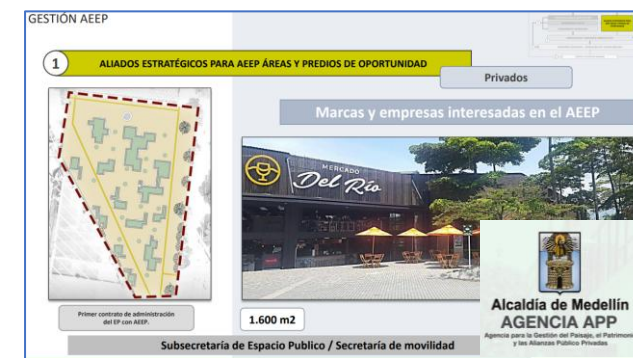 GESTIÓN AEEP
1
ALIADOS ESTRATÉGICOS PARA AEEP ÁREAS Y PREDIOS DE OPORTUNIDAD
Privados
Marcas y empresas interesadas en el AEEP
MERCADO
Del Río
Primer contrato de administración
del EP con AEEP.
1.600 m2
Alcaldía de Medellín
AGENCIA APP
Agencia para la Gestión del Paisaje, el Patrimonio
y las Alianzas Público Privadas
Subsecretaría de Espacio Publico / Secretaría de movilidad